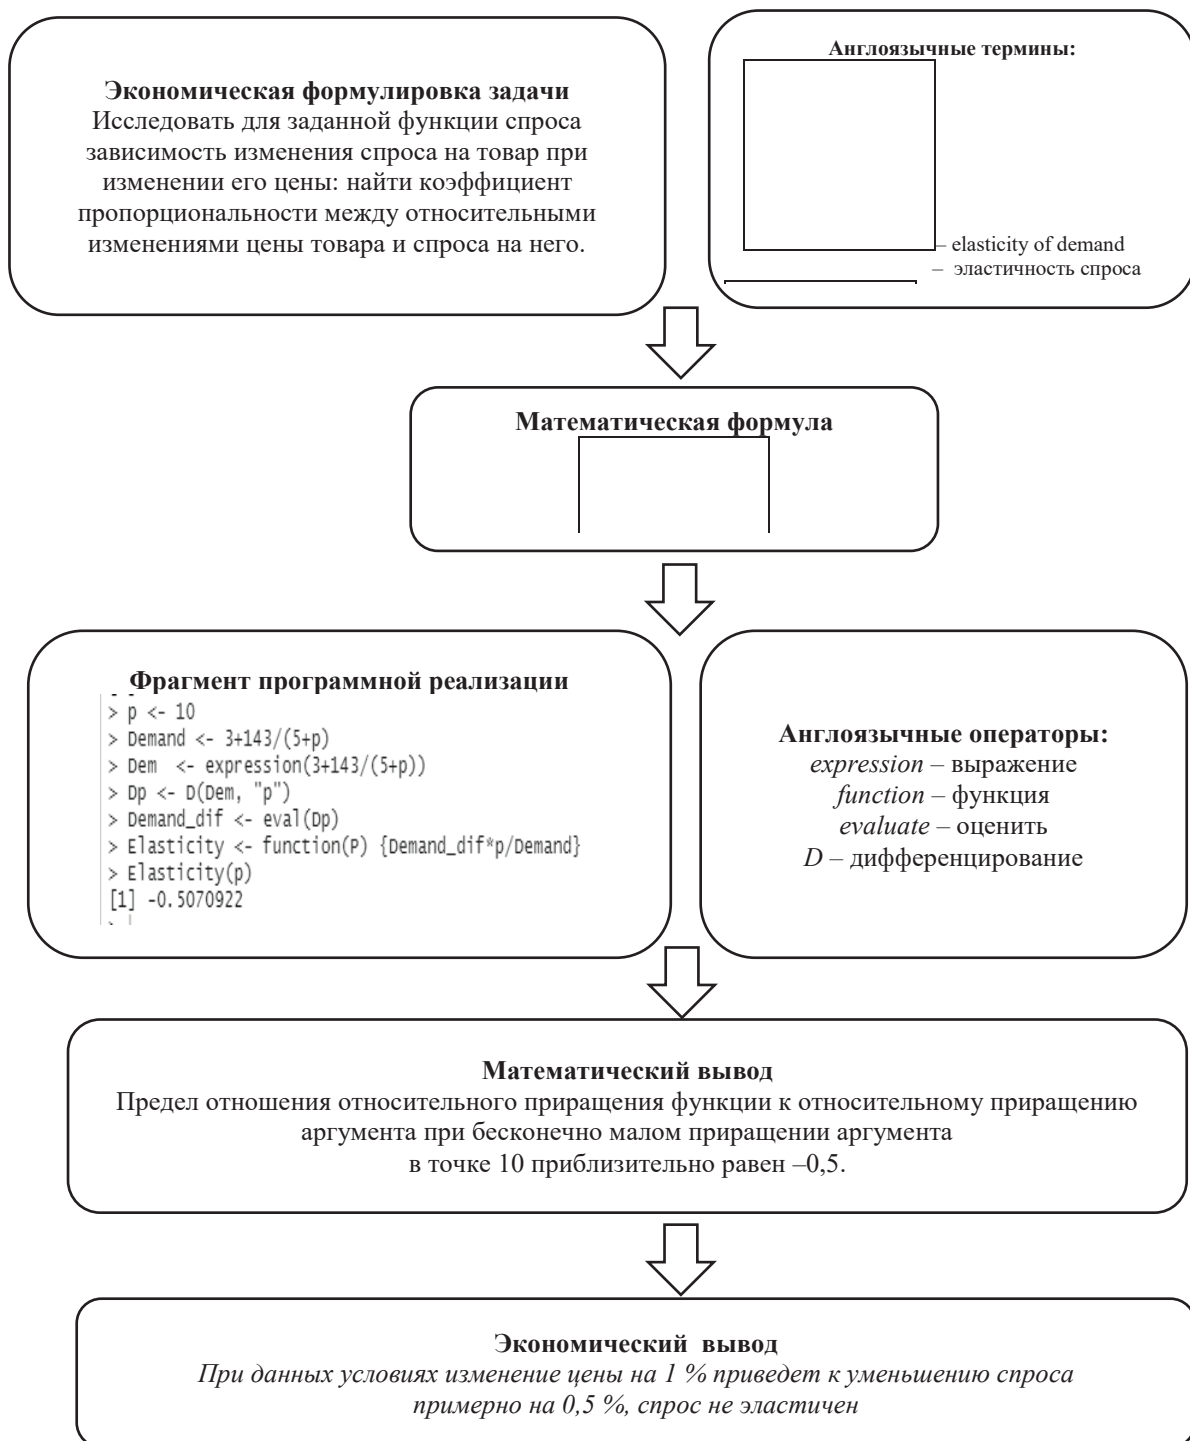 Экономическая формулировка задачи
Исследовать для заданной функции спроса
зависимость изменения спроса на товар при
изменении его цены: найти коэффициент
пропорциональности между относительными
изменениями цены товара и спроса на него.
Англоязычные термины:
– elasticity of demand
– эластичность спроса
Математическая формула
Фрагмент программной реализации
> p <- 10
> Demand <- 3+143/(5+p)
> Dem  <- expression(3+143/(5+p))
> Dp <- D(Dem, "p")
> Demand_dif <- eval(Dp)
> Elasticity <- function(P) {Demand_dif*p/Demand}
> Elasticity(p)
[1] -0.5070922
>
Англоязычные операторы:
expression – выражение
function – функция
evaluate – оценить
D – дифференцирование
Математический вывод
Предел отношения относительного приращения функции к относительному приращению
аргумента при бесконечно малом приращении аргумента
в точке 10 приблизительно равен –0,5.
Экономический вывод
При данных условиях изменение цены на 1 % приведет к уменьшению спроса
примерно на 0,5 %, спрос не эластичен